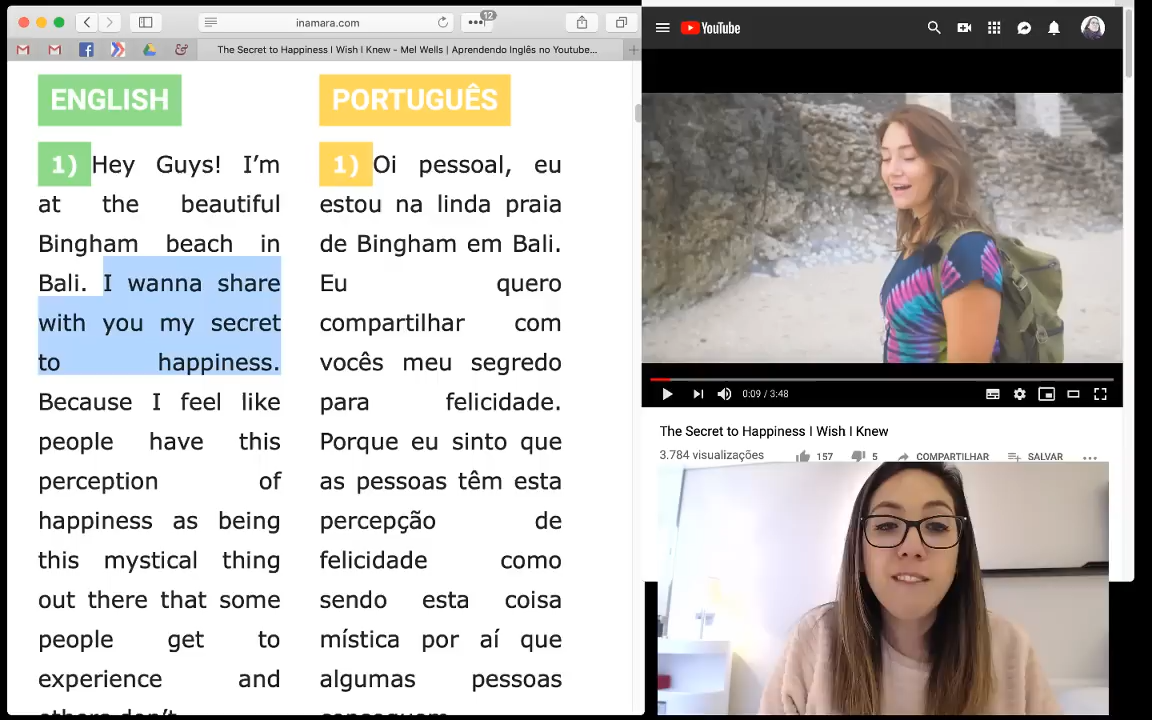 inamara.com
12
The Secret to Happiness I Wish I Knew - Mel Wells | Aprendendo Inglês no Youtube...
ENGLISH
1) Hey Guys! I’m
at the beautiful
Bingham beach in
Bali. I wanna share
with you my secret
to happiness.
Because I feel like
people have this
perception of
happiness as being
this mystical thing
out there that some
people get to
experience and
others don’t
PORTUGUÊS
1) Oi pessoal, eu
estou na linda praia
de Bingham em Bali.
Eu quero
compartilhar com
vocês meu segredo
para felicidade.
Porque eu sinto que
as pessoas têm esta
percepção de
felicidade como
sendo esta coisa
mística por aí que
algumas pessoas
conseguem
YouTube
0:09 / 3:48
The Secret to Happiness I Wish I Knew
3.784 visualizações 157 5 COMPARTILHAR SALVAR